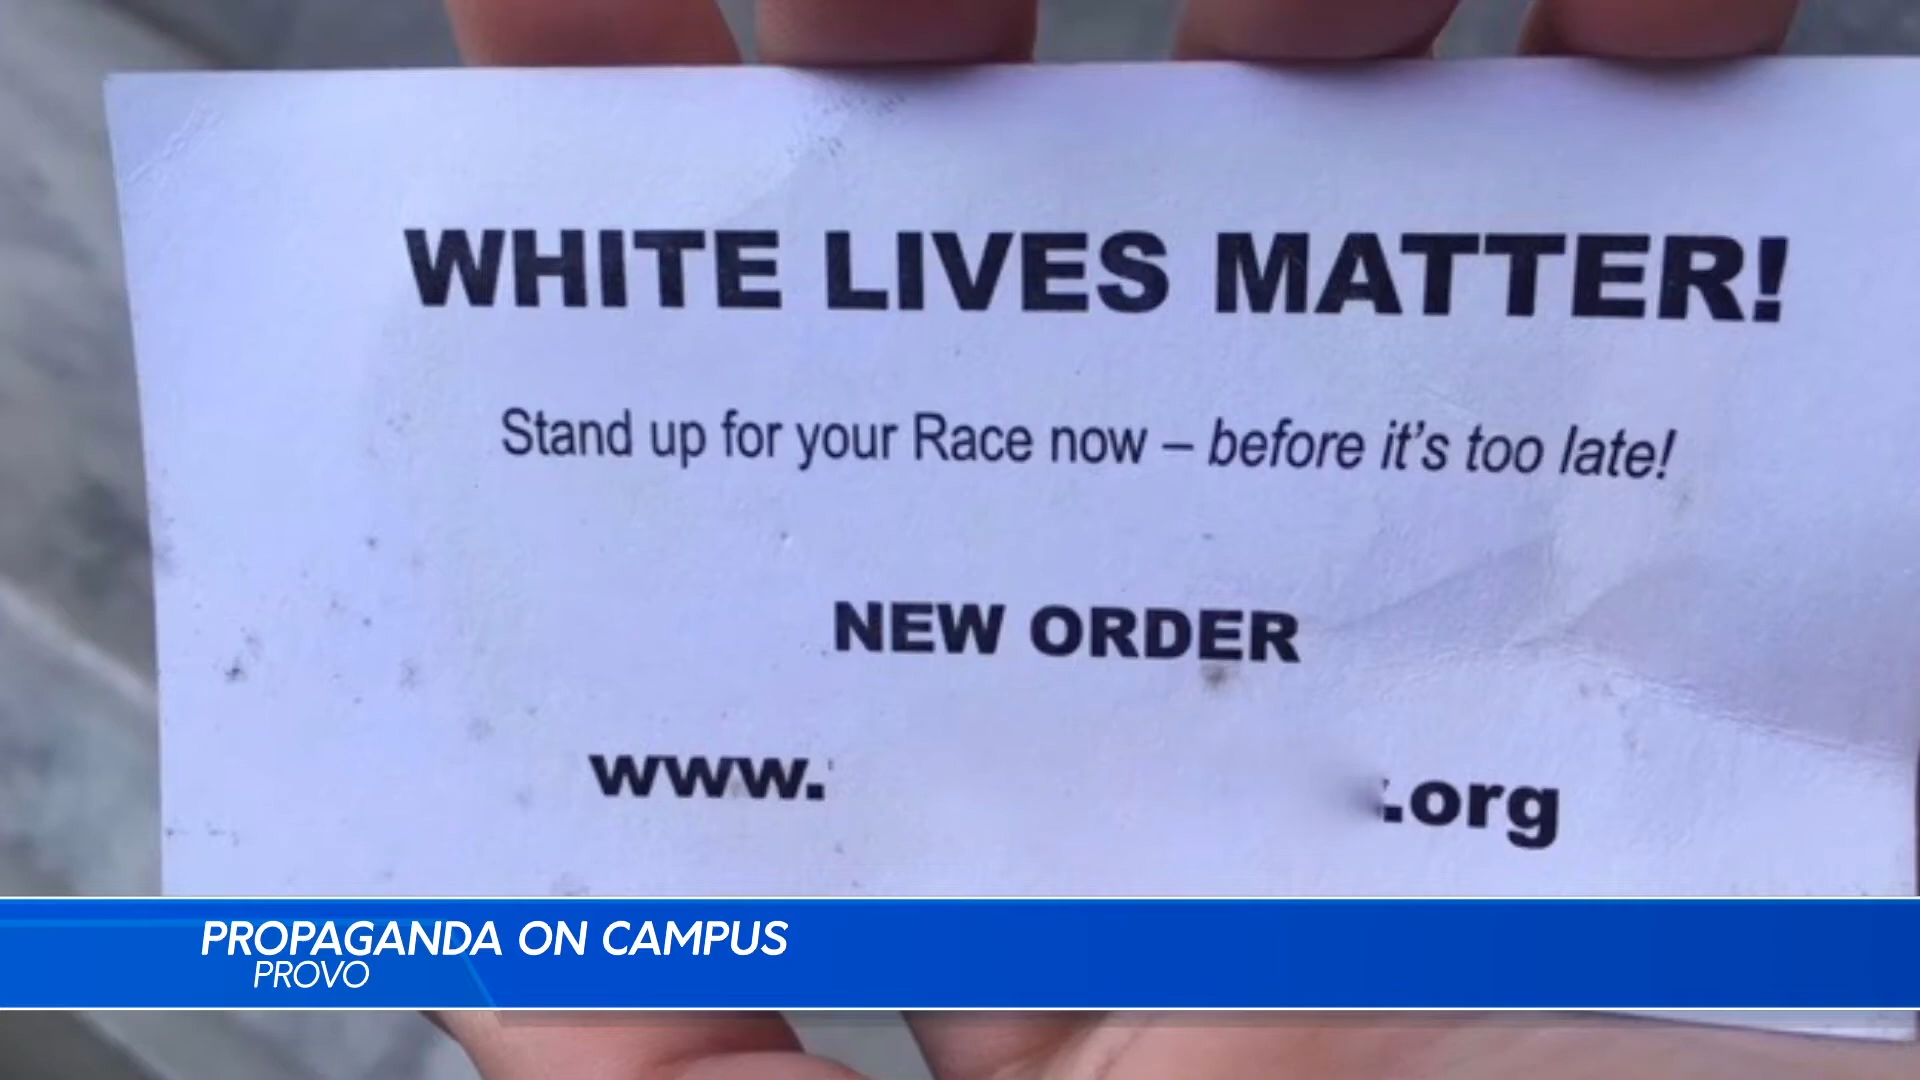 WHITE LIVES MATTER!
Stand up for your Race now – before it's too late!
NEW ORDER
www. .org
PROPAGANDA ON CAMPUS
PROVO